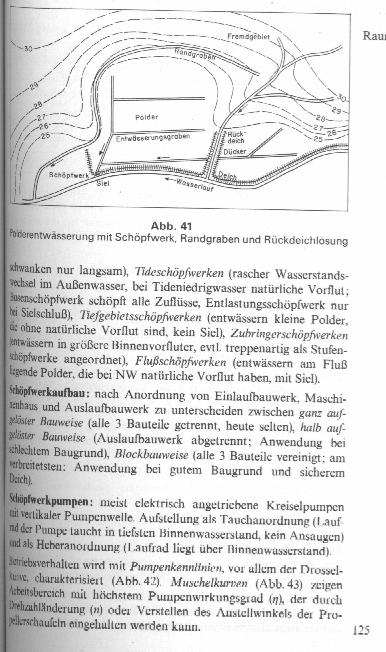 Raun
Fremdgebiet
Randgraben
30
29
28
27
26
25
30
29
28
27
26
25
Polder
Entwässerungsgraben
Rück-
deich
Dücker
Schöpfwerk
Siel
Wasserlauf
Deich
Abb. 41
Polderentwässerung mit Schöpfwerk, Randgraben und Rückdeichlösung
schwanken nur langsam), Tideschöpfwerken (rascher Wasserstands-
wechsel im Außenwasser, bei Tideniedrigwasser natürliche Vorflut;
Busenschöpfwerk schöpft alle Zuflüsse, Entlastungsschöpfwerk nur
bei Sielschluß), Tiefgebietsschöpfwerken (entwässern kleine Polder,
die ohne natürliche Vorflut sind, kein Siel), Zubringerschöpfwerken
(entwässern in größere Binnenvorfluter, evtl. treppenartig als Stufen-
schöpfwerke angeordnet), Flußschöpfwerken (entwässern am Fluß
liegende Polder, die bei NW natürliche Vorflut haben, mit Siel).
Schöpfwerkaufbau: nach Anordnung von Einlaufbauwerk, Maschi-
nenhaus und Auslaufbauwerk zu unterscheiden zwischen ganz auf-
gelöster Bauweise (alle 3 Bauteile getrennt, heute selten), halb auf-
gelöster Bauweise (Auslaufbauwerk abgetrennt; Anwendung bei
schlechtem Baugrund), Blockbauweise (alle 3 Bauteile vereinigt; am
verbreitetsten: Anwendung bei gutem Baugrund und sicherem
Deich).
Schöpfwerkpumpen: meist elektrisch angetriebene Kreiselpumpen
mit vertikaler Pumpenwelle. Aufstellung als Tauchanordnung (Lauf-
rad der Pumpe taucht in tiefsten Binnenwasserstand, kein Ansaugen)
und als Heberanordnung (Laufrad liegt über Binnenwasserstand).
Betriebsverhalten wird mit Pumpenkennlinien, vor allem der Drossel-
kurve, charakterisiert (Abb. 42). Muschelkurven (Abb. 43) zeigen
Arbeitsbereich mit höchstem Pumpenwirkungsgrad (η), der durch
Drehzahländerung (n) oder Verstellen des Anstellwinkels der Pro-
pellerschaufeln eingehalten werden kann.
125